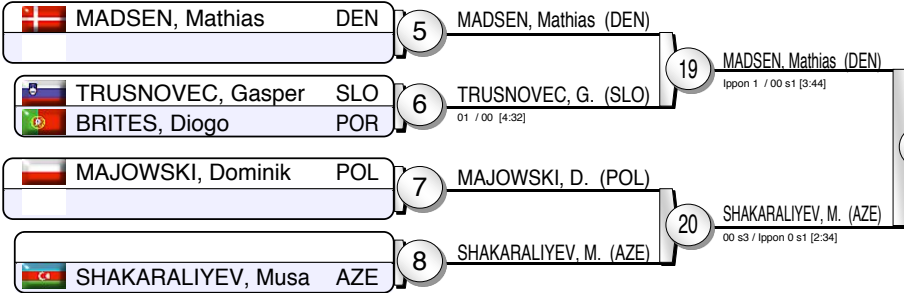 MADSEN, Mathias DEN
5
MADSEN, Mathias (DEN)
TRUSNOVEC, Gasper SLO
BRITES, Diogo POR
6
TRUSNOVEC, G. (SLO)
01 / 00 [4:32]
19
MADSEN, Mathias (DEN)
Ippon 1 / 00 s1 [3:44]
MAJOWSKI, Dominik POL
7
MAJOWSKI, D. (POL)
SHAKARALIYEV, Musa AZE
8
SHAKARALIYEV, M. (AZE)
20
SHAKARALIYEV, M. (AZE)
00 s3 / Ippon 0 s1 [2:34]